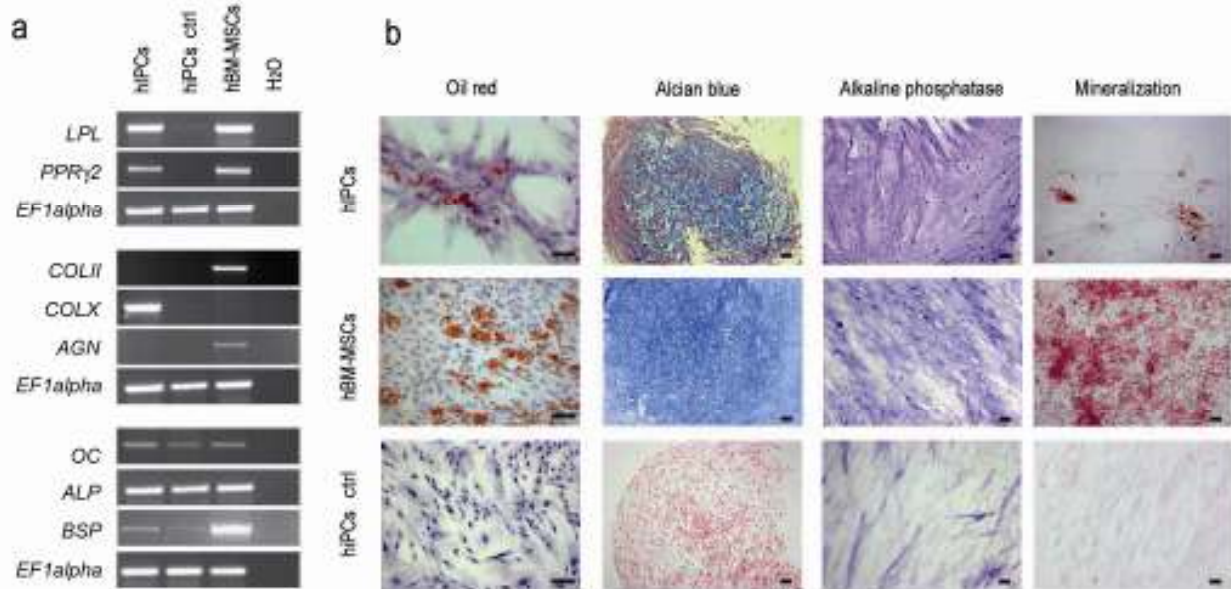 a
hIPCs
hiPCs ctrl
hBM-MSCs
H2O
LPL
PPRγ2
EF1alpha
COLII
COLX
AGN
EF1alpha
OC
ALP
BSP
EF1alpha
b
Oil red
Alcian blue
Alkaline phosphatase
Mineralization
hiPCs
hBM-MSCs
hiPCs ctrl